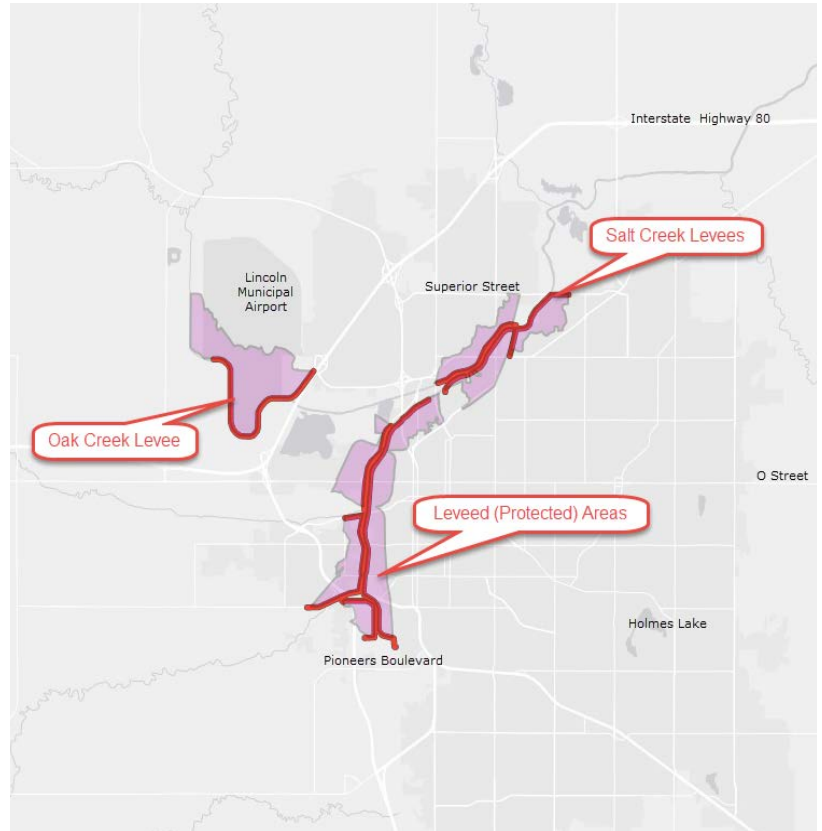 Interstate Highway 80
Salt Creek Levees
Lincoln
Municipal
Airport
Superior Street
Oak Creek Levee
O Street
Leveed (Protected) Areas
Holmes Lake
Pioneers Boulevard